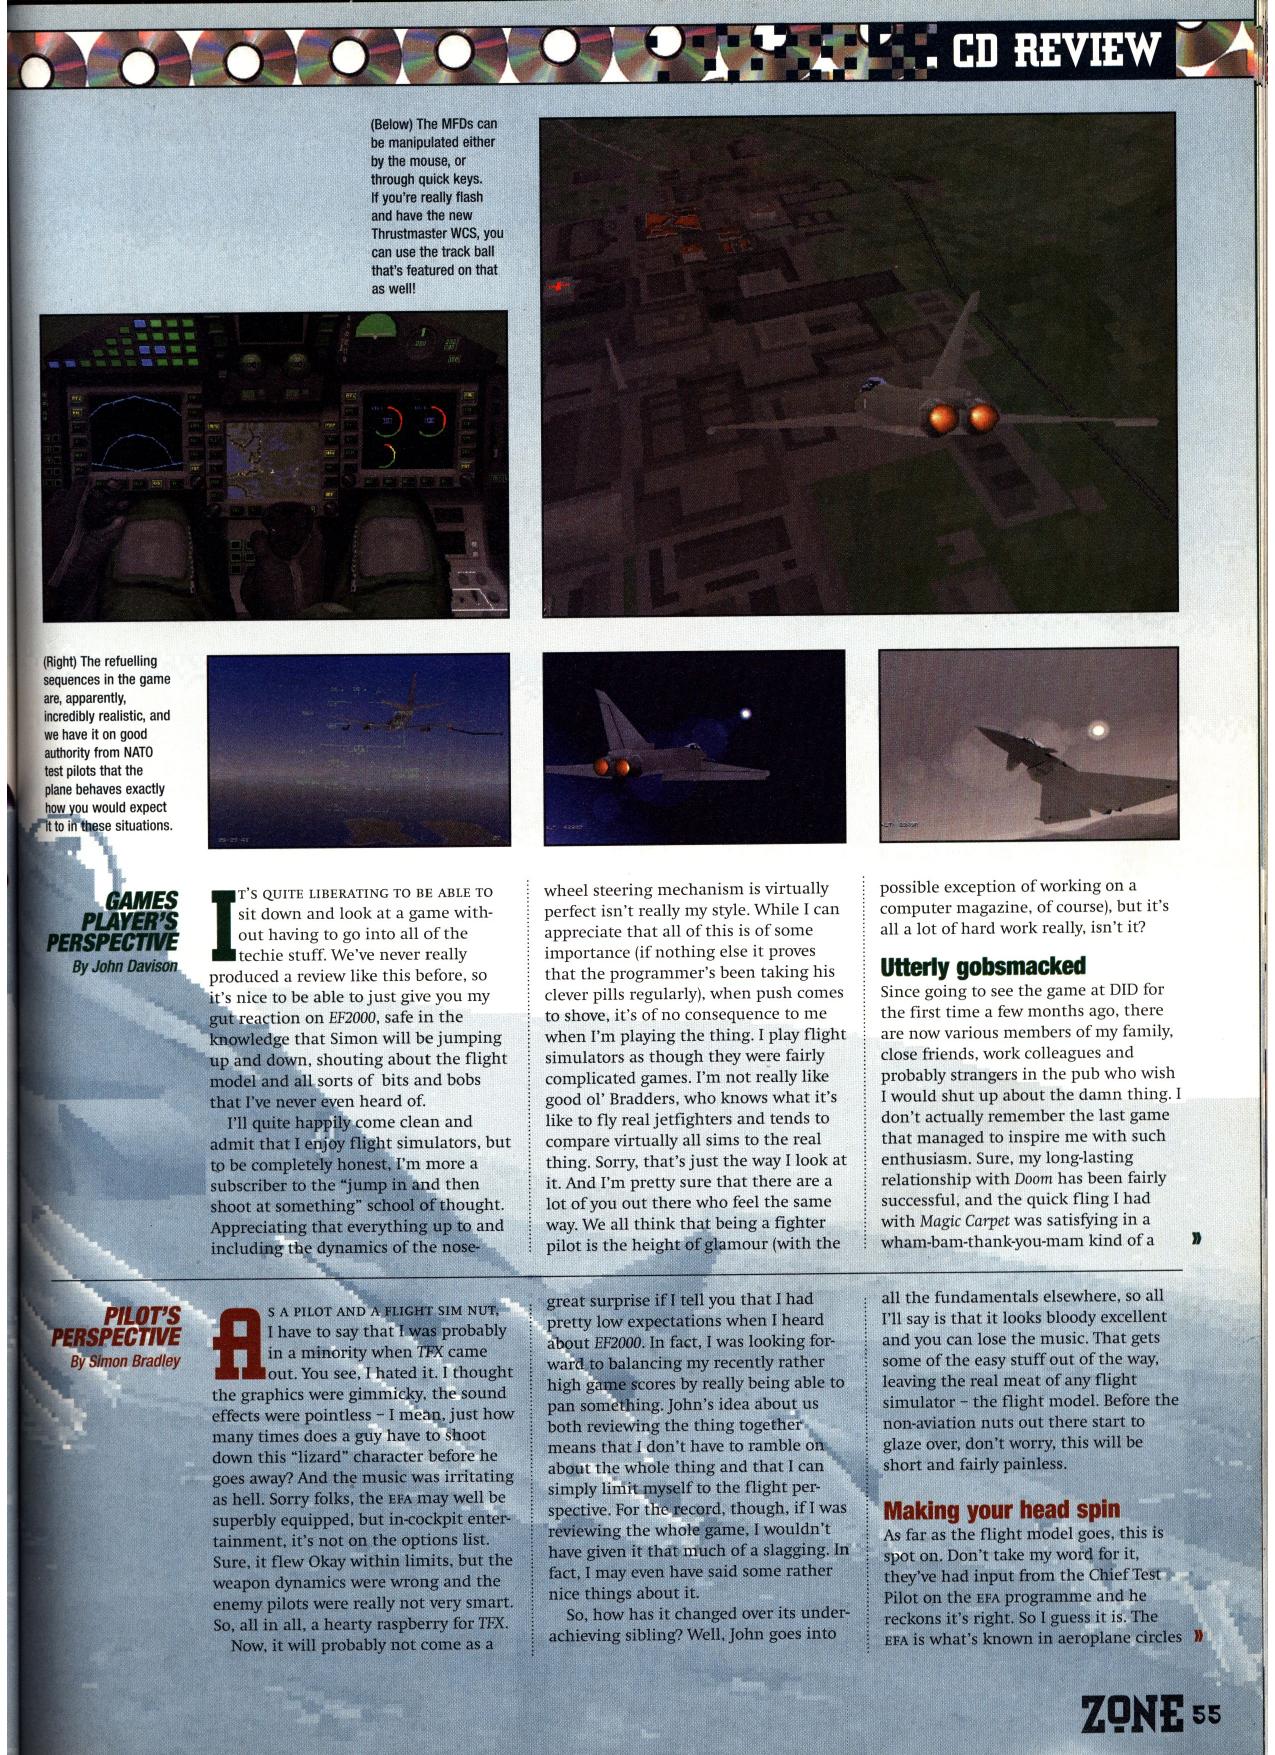 CD REVIEW
(Below) The MFDs can
be manipulated either
by the mouse, or
through quick keys.
If you're really flash
and have the new
Thrustmaster WCS, you
can use the track ball
that's featured on that
as well!
(Right) The refuelling
sequences in the game
are, apparently,
incredibly realistic, and
we have it on good
authority from NATO
test pilots that the
plane behaves exactly
how you would expect
it to in these situations.
GAMES
PLAYER'S
PERSPECTIVE
By John Davison
IT'S QUITE LIBERATING TO BE ABLE TO
sit down and look at a game with-
out having to go into all of the
techie stuff. We've never really
produced a review like this before, so
it's nice to be able to just give you my
gut reaction on EF2000, safe in the
knowledge that Simon will be jumping
up and down, shouting about the flight
model and all sorts of bits and bobs
that I've never even heard of.
I'll quite happily come clean and
admit that I enjoy flight simulators, but
to be completely honest, I'm more a
subscriber to the "jump in and then
shoot at something" school of thought.
Appreciating that everything up to and
including the dynamics of the nose-
wheel steering mechanism is virtually
perfect isn't really my style. While I can
appreciate that all of this is of some
importance (if nothing else it proves
that the programmer's been taking his
clever pills regularly), when push comes
to shove, it's of no consequence to me
when I'm playing the thing. I play flight
simulators as though they were fairly
complicated games. I'm not really like
good ol' Bradders, who knows what it's
like to fly real jetfighters and tends to
compare virtually all sims to the real
thing. Sorry, that's just the way I look at
it. And I'm pretty sure that there are a
lot of you out there who feel the same
way. We all think that being a fighter
pilot is the height of glamour (with the
possible exception of working on a
computer magazine, of course), but it's
all a lot of hard work really, isn't it?
Utterly gobsmacked
Since going to see the game at DID for
the first time a few months ago, there
are now various members of my family,
close friends, work colleagues and
probably strangers in the pub who wish
I would shut up about the damn thing. I
don't actually remember the last game
that managed to inspire me with such
enthusiasm. Sure, my long-lasting
relationship with Doom has been fairly
successful, and the quick fling I had
with Magic Carpet was satisfying in a
wham-bam-thank-you-mam kind of a »
PILOT'S
PERSPECTIVE
By Simon Bradley
AS A PILOT AND A FLIGHT SIM NUT,
I have to say that I was probably
in a minority when TFX came
out. You see, I hated it. I thought
the graphics were gimmicky, the sound
effects were pointless – I mean, just how
many times does a guy have to shoot
down this "lizard" character before he
goes away? And the music was irritating
as hell. Sorry folks, the EFA may well be
superbly equipped, but in-cockpit enter-
tainment, it's not on the options list.
Sure, it flew Okay within limits, but the
weapon dynamics were wrong and the
enemy pilots were really not very smart.
So, all in all, a hearty raspberry for TFX.
Now, it will probably not come as a
great surprise if I tell you that I had
pretty low expectations when I heard
about EF2000. In fact, I was looking for-
ward to balancing my recently rather
high game scores by really being able to
pan something. John's idea about us
both reviewing the thing together
means that I don't have to ramble on
about the whole thing and that I can
simply limit myself to the flight per-
spective. For the record, though, if I was
reviewing the whole game, I wouldn't
have given it that much of a slagging. In
fact, I may even have said some rather
nice things about it.
So, how has it changed over its under-
achieving sibling? Well, John goes into
all the fundamentals elsewhere, so all
I'll say is that it looks bloody excellent
and you can lose the music. That gets
some of the easy stuff out of the way,
leaving the real meat of any flight
simulator – the flight model. Before the
non-aviation nuts out there start to
glaze over, don't worry, this will be
short and fairly painless.
Making your head spin
As far as the flight model goes, this is
spot on. Don't take my word for it,
they've had input from the Chief Test
Pilot on the EFA programme and he
reckons it's right. So I guess it is. The
EFA is what's known in aeroplane circles »
ZONE 55